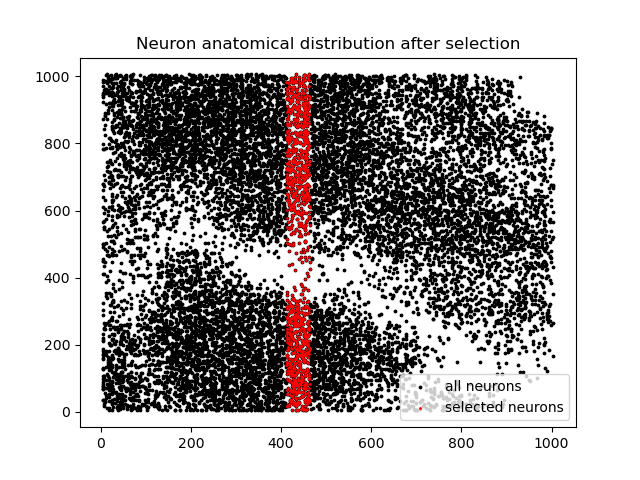 Neuron anatomical distribution after selection
1000
800
600
400
200
0
all neurons
selected neurons
0 200 400 600 800 1000